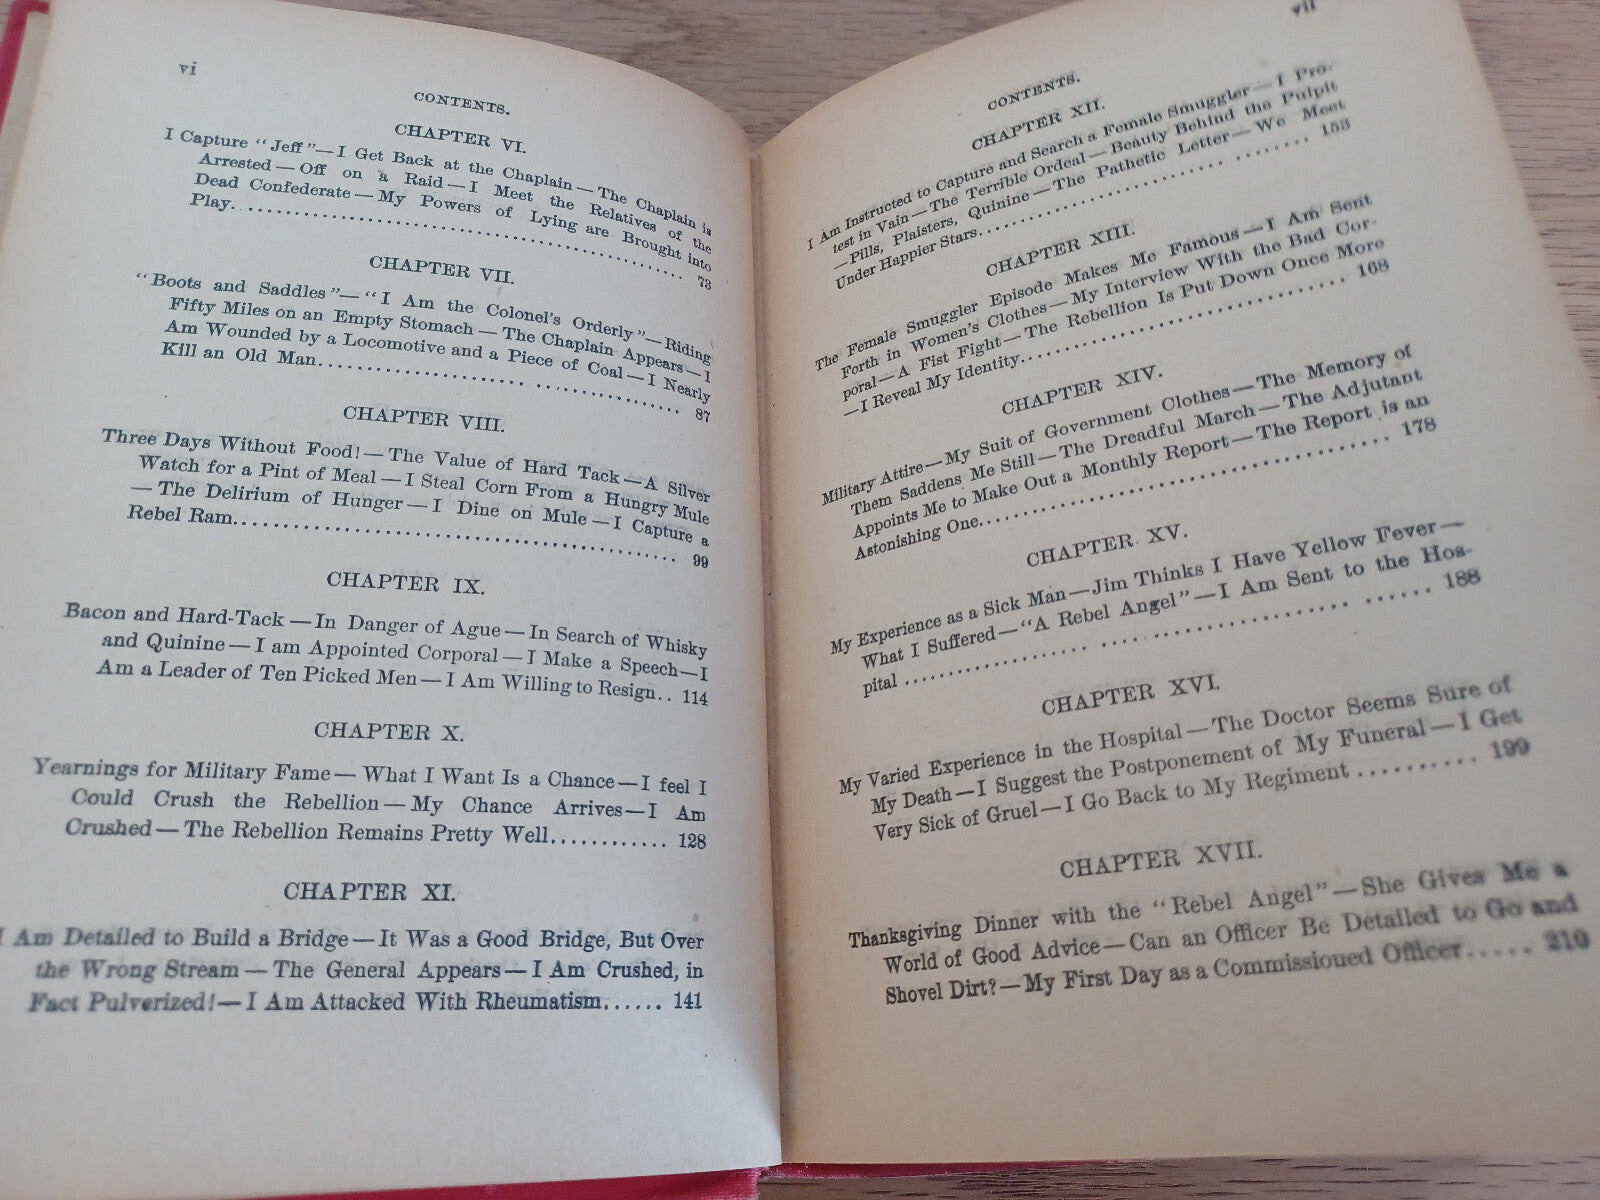 vi
CONTENTS.
CHAPTER VI.
I Capture "Jeff"—I Get Back at the Chaplain—The Chaplain is
Arrested—Off on a Raid—I Meet the Relatives of the
Dead Confederate—My Powers of Lying are Brought into
Play. 73
CHAPTER VII.
"Boots and Saddles"—"I Am the Colonel's Orderly"—Riding
Fifty Miles on an Empty Stomach—The Chaplain Appears—I
Am Wounded by a Locomotive and a Piece of Coal—I Nearly
Kill an Old Man. 87
CHAPTER VIII.
Three Days Without Food!—The Value of Hard Tack—A Silver
Watch for a Pint of Meal—I Steal Corn From a Hungry Mule
—The Delirium of Hunger—I Dine on Mule—I Capture a
Rebel Ram. 99
CHAPTER IX.
Bacon and Hard-Tack—In Danger of Ague—In Search of Whisky
and Quinine—I am Appointed Corporal—I Make a Speech—I
Am a Leader of Ten Picked Men—I Am Willing to Resign.. 114
CHAPTER X.
Yearnings for Military Fame—What I Want Is a Chance—I feel I
Could Crush the Rebellion—My Chance Arrives—I Am
Crushed—The Rebellion Remains Pretty Well............ 128
CHAPTER XI.
I Am Detailed to Build a Bridge—It Was a Good Bridge, But Over
the Wrong Stream—The General Appears—I Am Crushed, in
Fact Pulverized!—I Am Attacked With Rheumatism...... 141
vii
CONTENTS.
CHAPTER XII.
I Am Instructed to Capture and Search a Female Smuggler—I Pro-
test in Vain—The Terrible Ordeal—Beauty Behind the Pulpit
—Pills, Plaisters, Quinine—The Pathetic Letter—We Meet
Under Happier Stars. 153
CHAPTER XIII.
The Female Smuggler Episode Makes Me Famous—I Am Sent
Forth in Women's Clothes—My Interview With the Bad Cor-
poral—A Fist Fight—The Rebellion Is Put Down Once More
—I Reveal My Identity. 168
CHAPTER XIV.
Military Attire—My Suit of Government Clothes—The Memory of
Them Saddens Me Still—The Dreadful March—The Adjutant
Appoints Me to Make Out a Monthly Report—The Report is an
Astonishing One. 178
CHAPTER XV.
My Experience as a Sick Man—Jim Thinks I Have Yellow Fever—
What I Suffered—"A Rebel Angel"—I Am Sent to the Hos-
pital 188
CHAPTER XVI.
My Varied Experience in the Hospital—The Doctor Seems Sure of
My Death—I Suggest the Postponement of My Funeral—I Get
Very Sick of Gruel—I Go Back to My Regiment .......... 199
CHAPTER XVII.
Thanksgiving Dinner with the "Rebel Angel"—She Gives Me a
World of Good Advice—Can an Officer Be Detailed to Go and
Shovel Dirt?—My First Day as a Commissioned Officer...... 210